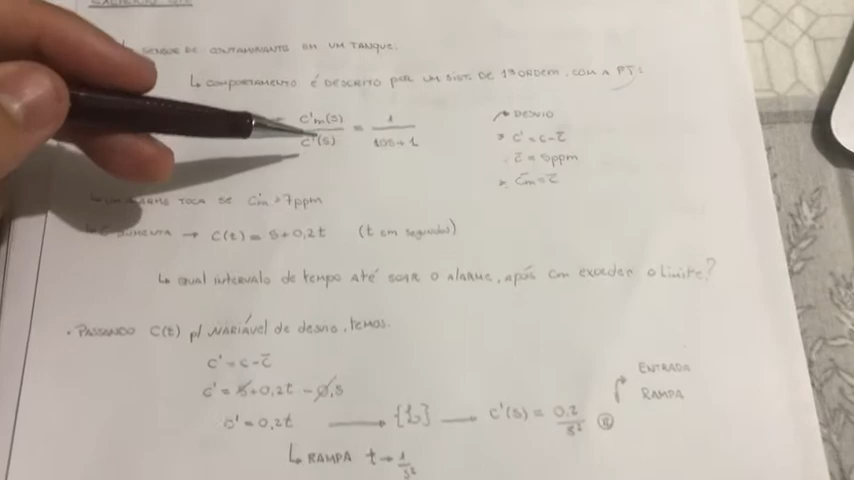 SENSOR DE CONTAMINANTE EM UM TANQUE.
↳ COMPORTAMENTO É DESCRITO POR UM SIST. DE 1ª ORDEM, COM A FT:
C'm(s) / C'(s) = 1 / 10s+1
↗ DESVIO
→ C' = C - C̅
C̅ = 5ppm
→ C̅m = C̅
ALARME TOCA SE Cm > 7ppm
AUMENTA → C(t) = 5+0,2t (t em segundos)
↳ qual intervalo de tempo até soar o alarme, após cm exceder o limite?
• PASSANDO C(t) p/ VARIÁVEL de desvio, temos.
C' = C - C̅
C' = 5+0,2t - 5
C' = 0,2t → {L} → C'(s) = 0,2 / s²
ENTRADA
RAMPA
↳ RAMPA t → 1 / s²